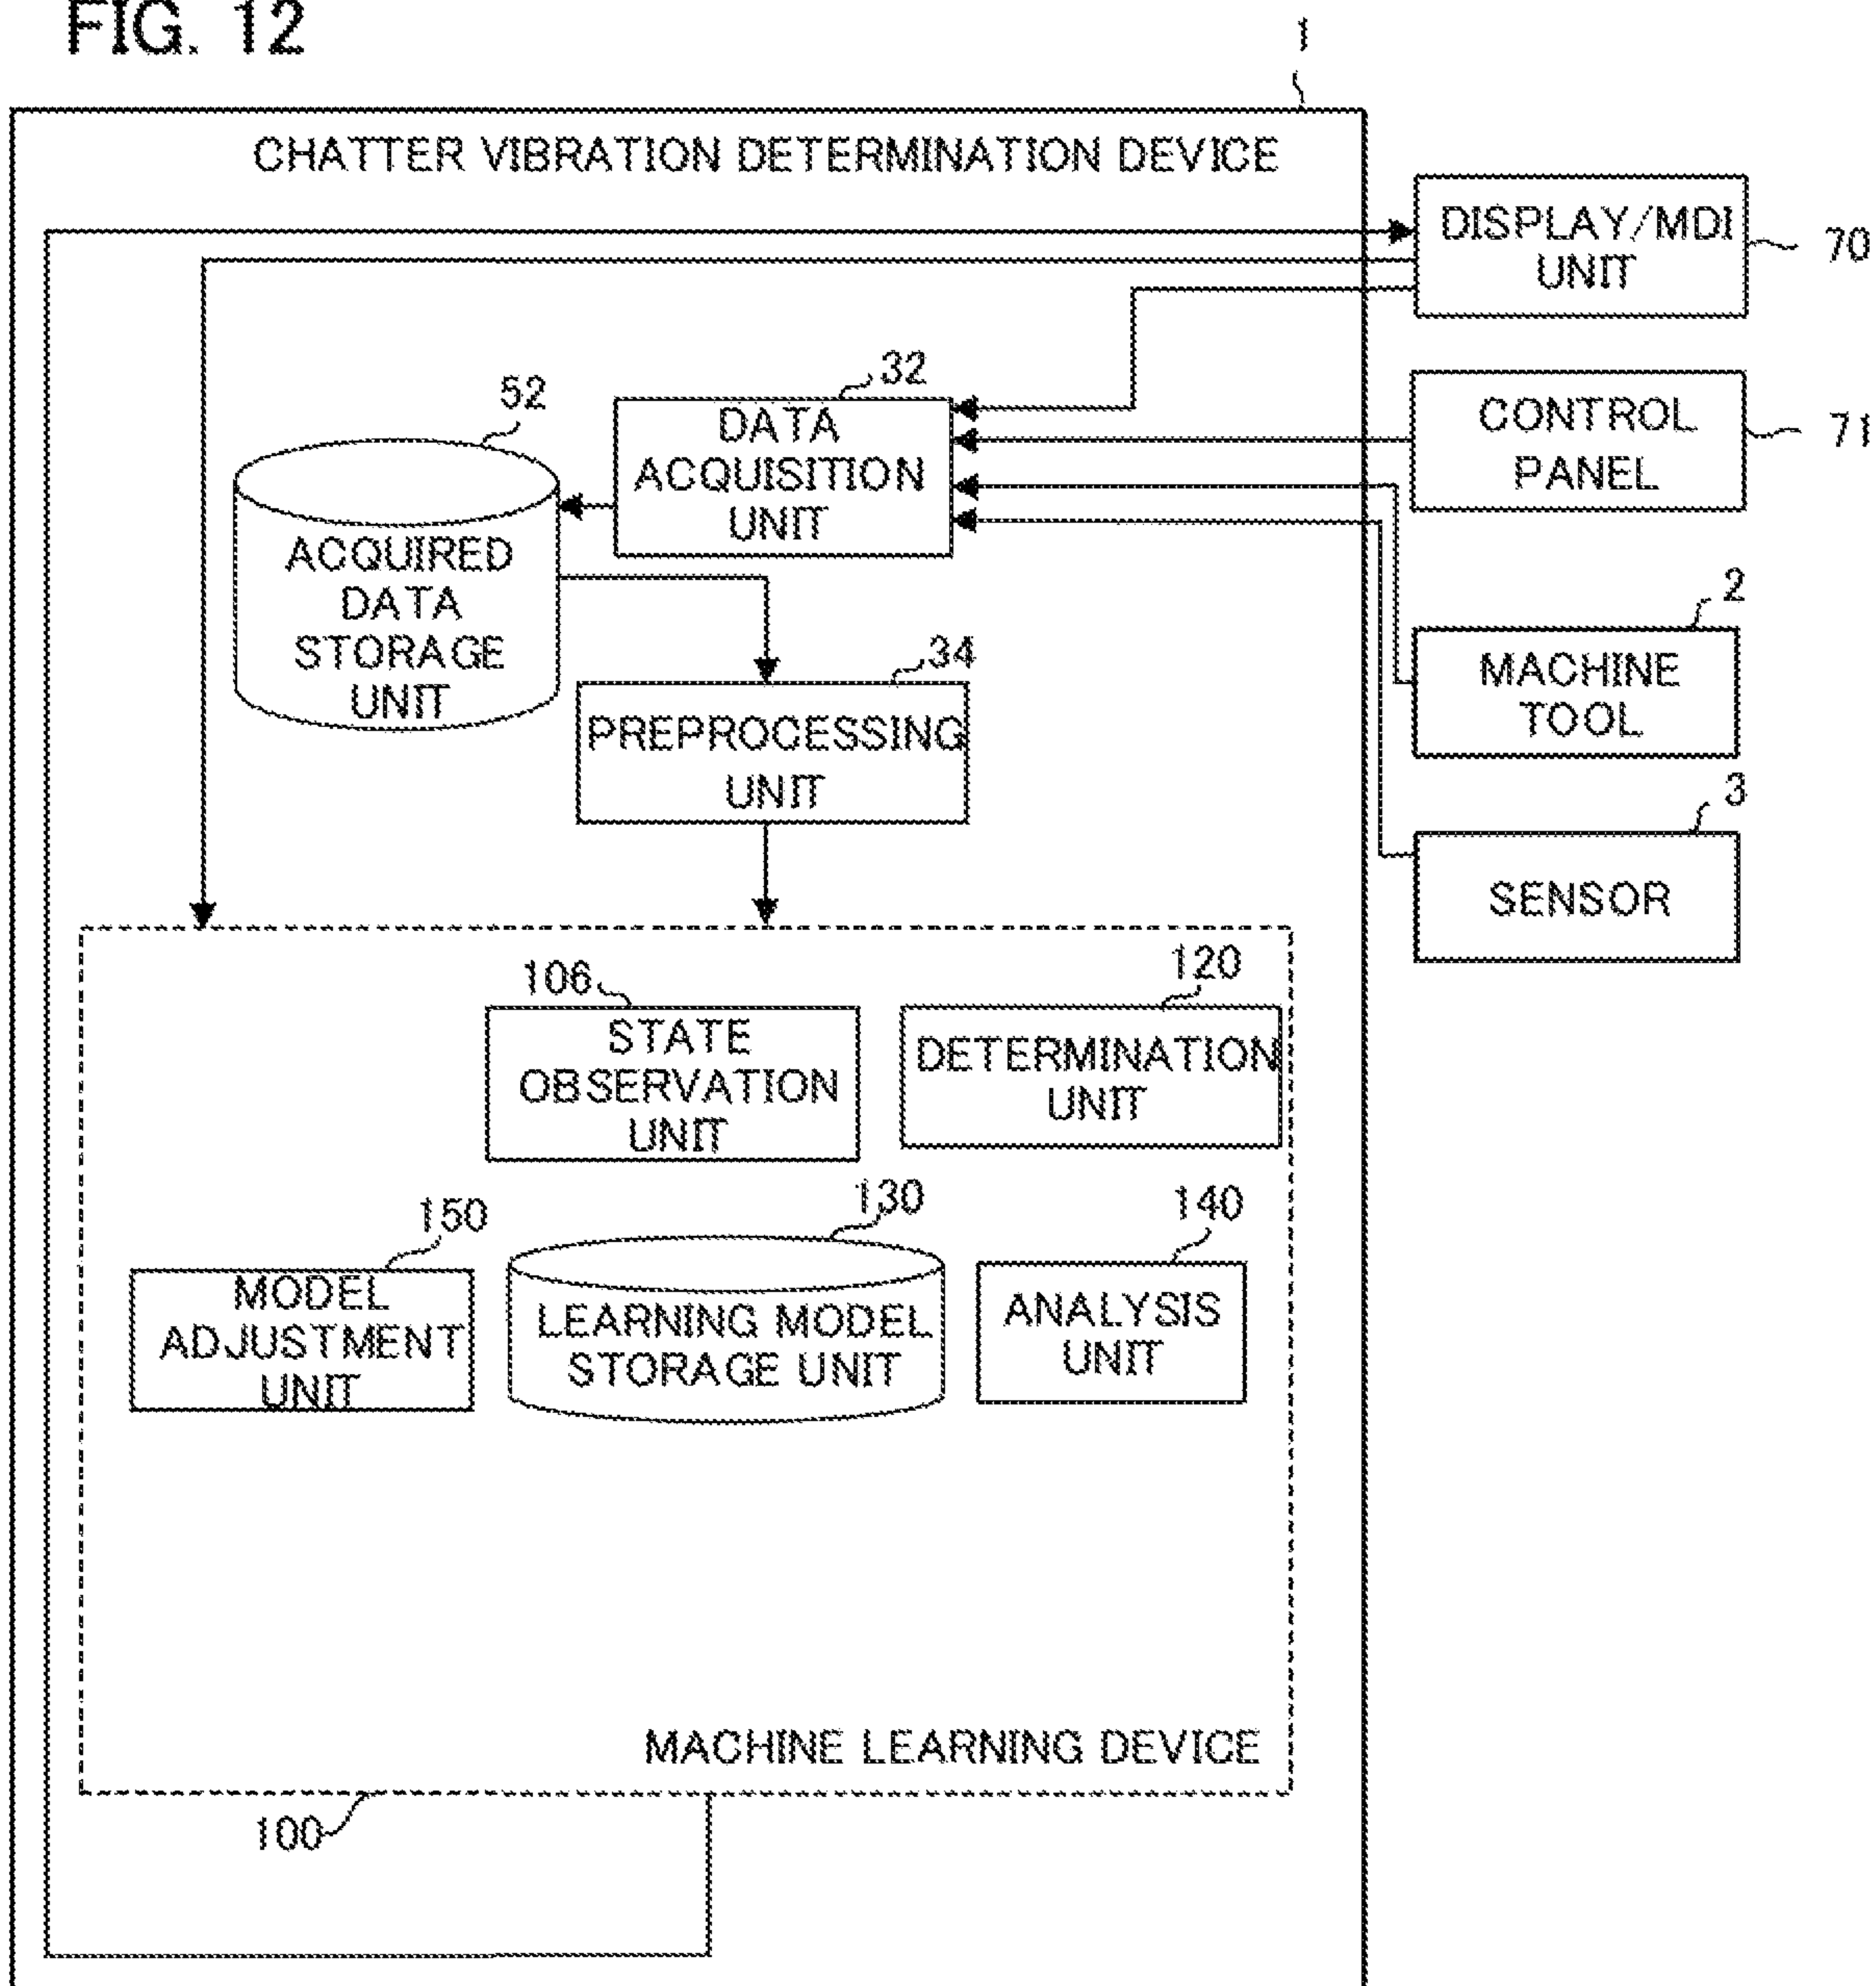 FIG. 12
1
CHATTER VIBRATION DETERMINATION DEVICE
DISPLAY/MDI
UNIT
70
32
DATA
ACQUISITION
UNIT
52
ACQUIRED
DATA
STORAGE
UNIT
CONTROL
PANEL
71
34
PREPROCESSING
UNIT
2
MACHINE
TOOL
3
SENSOR
106
STATE
OBSERVATION
UNIT
120
DETERMINATION
UNIT
150
MODEL
ADJUSTMENT
UNIT
130
LEARNING MODEL
STORAGE UNIT
140
ANALYSIS
UNIT
MACHINE LEARNING DEVICE
100